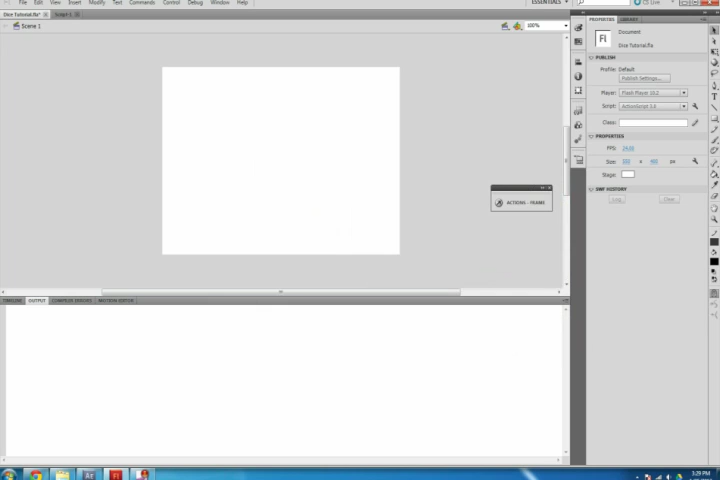 File Edit View Insert Modify Text Commands Control Debug Window Help
ESSENTIALS
CS Live
Dice Tutorial.fla*
Script-1
Scene 1
100%
PROPERTIES LIBRARY
Fl
Document
Dice Tutorial.fla
PUBLISH
Profile: Default
Publish Settings...
Player: Flash Player 10.2
Script: ActionScript 3.0
Class:
PROPERTIES
FPS: 24.00
Size: 550 x 400 px
Stage:
SWF HISTORY
Log
Clear
ACTIONS - FRAME
TIMELINE OUTPUT COMPILER ERRORS MOTION EDITOR
Ae
Fl
3:29 PM